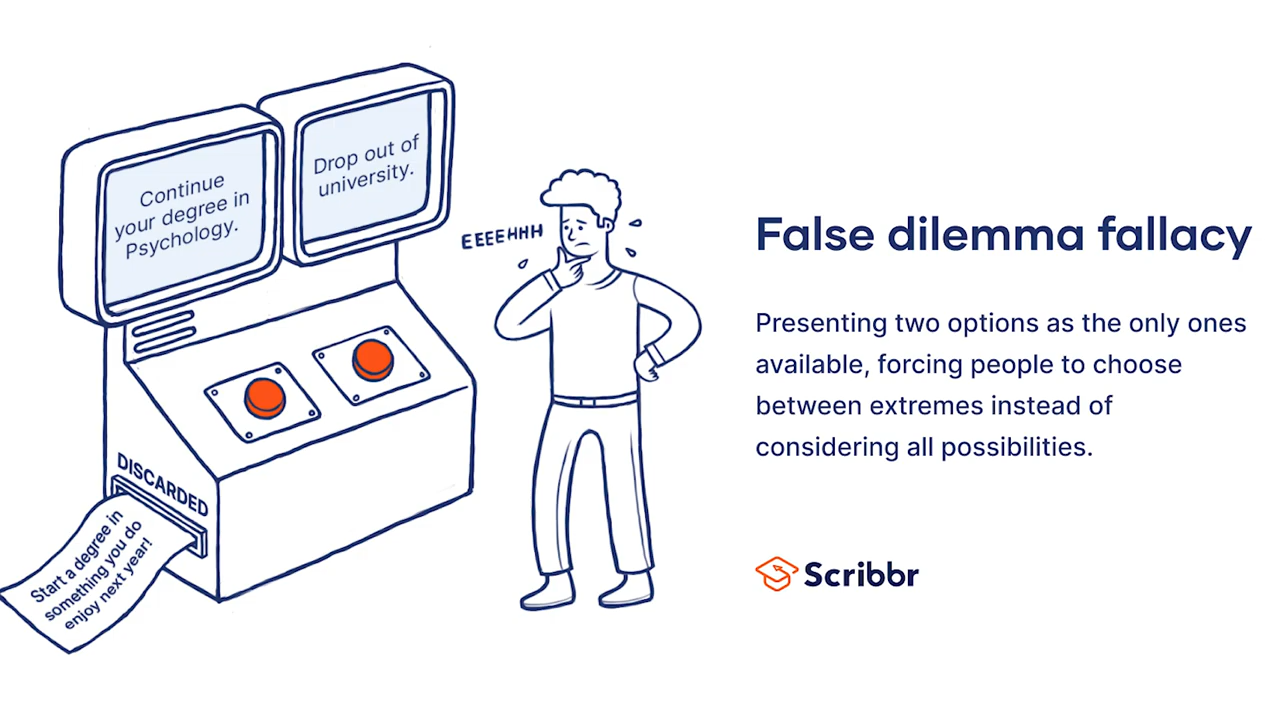 Continue
your degree in
Psychology.
Drop out of
university.
EEEEHHH
DISCARDED
Start a degree in
something you do
enjoy next year!
False dilemma fallacy
Presenting two options as the only ones
available, forcing people to choose
between extremes instead of
considering all possibilities.
Scribbr